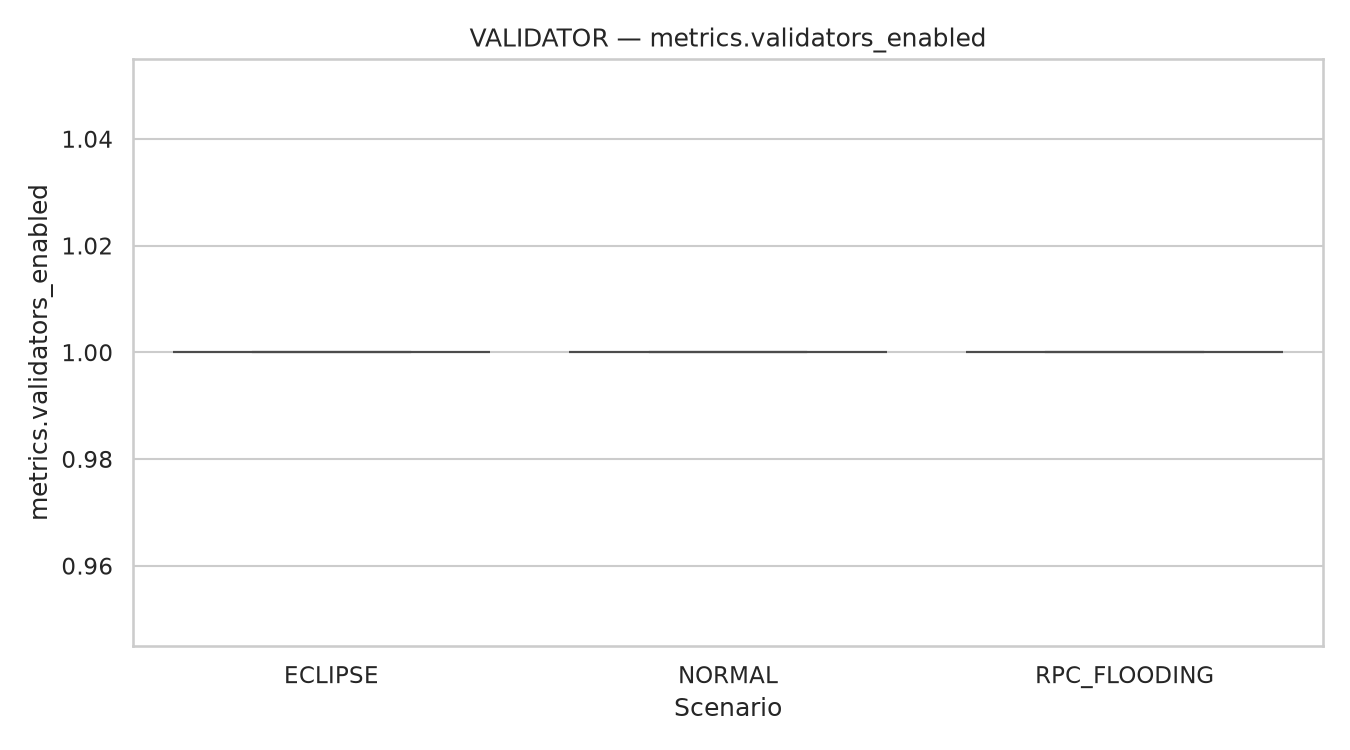 VALIDATOR — metrics.validators_enabled
metrics.validators_enabled
1.04
1.02
1.00
0.98
0.96
ECLIPSE NORMAL RPC_FLOODING
Scenario